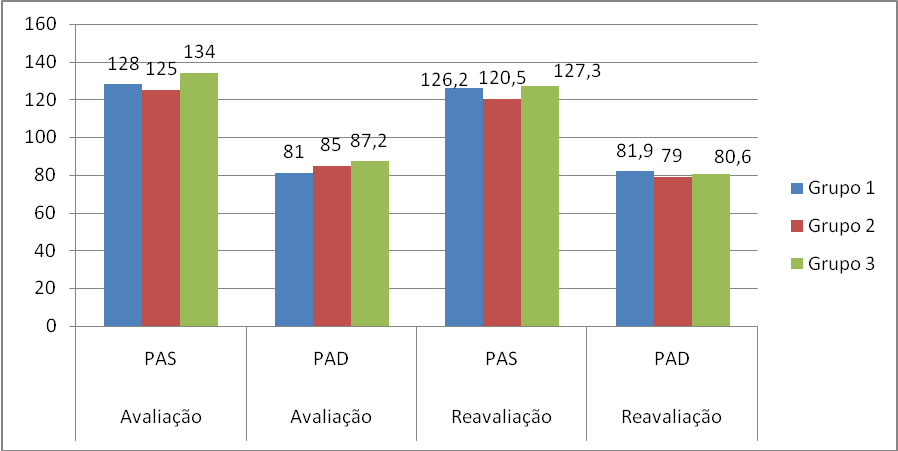 160
140
120
100
80
60
40
20
0
128
125
134
81
85
87,2
126,2
120,5
127,3
81,9
79
80,6
PAS
PAD
PAS
PAD
Avaliação
Avaliação
Reavaliação
Reavaliação
Grupo 1
Grupo 2
Grupo 3